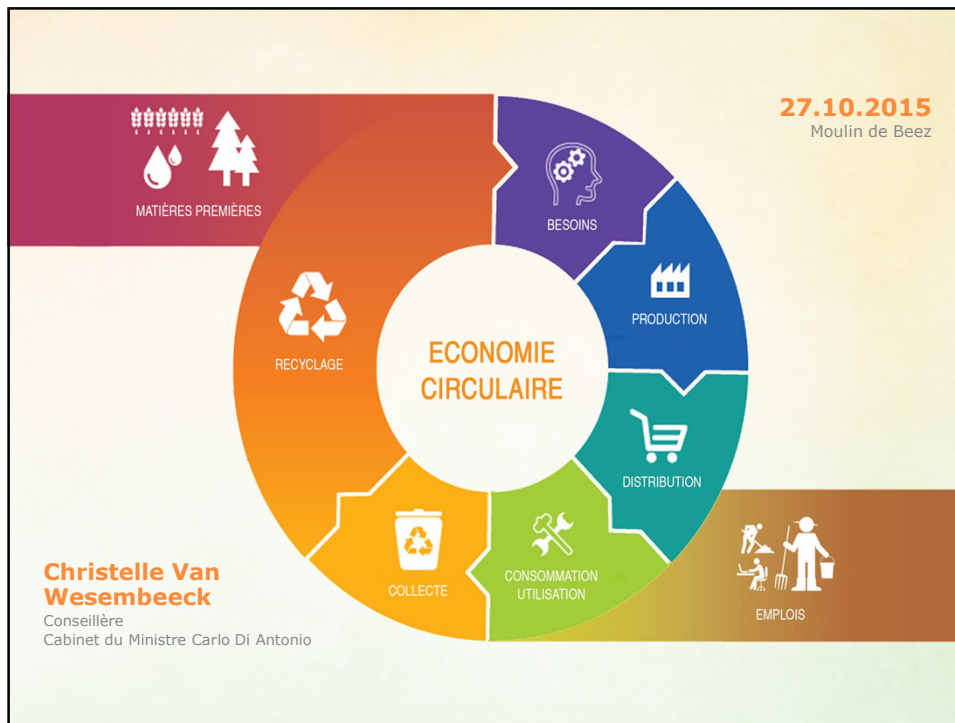 27.10.2015
Moulin de Beez
MATIÈRES PREMIÈRES
BESOINS
PRODUCTION
RECYCLAGE
ECONOMIE
CIRCULAIRE
DISTRIBUTION
CONSOMMATION
UTILISATION
COLLECTE
EMPLOIS
Christelle Van
Wesembeeck
Conseillère
Cabinet du Ministre Carlo Di Antonio